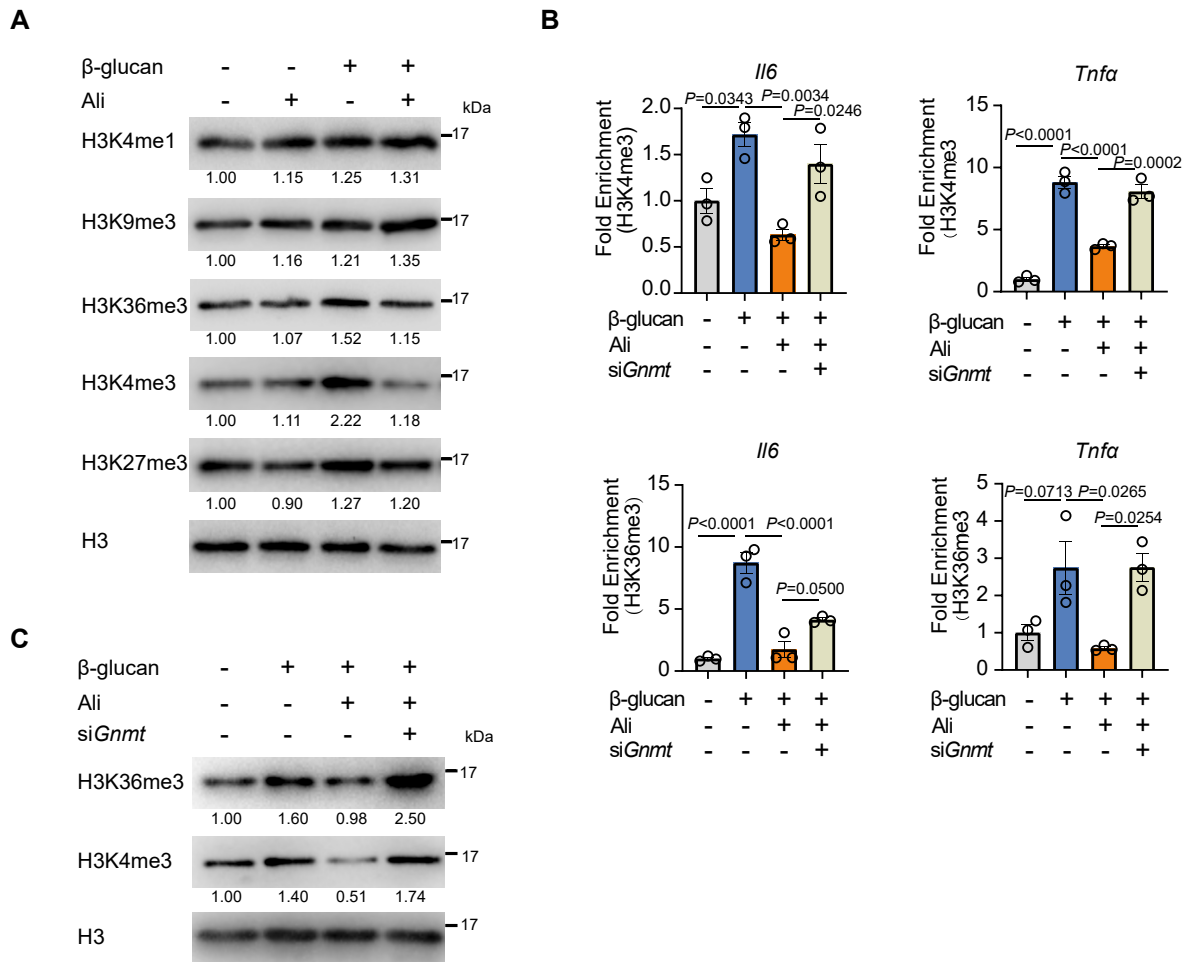 A
β-glucan - - + +
Ali - + - +
kDa
H3K4me1 17
1.00 1.15 1.25 1.31
H3K9me3 17
1.00 1.16 1.21 1.35
H3K36me3 17
1.00 1.07 1.52 1.15
H3K4me3 17
1.00 1.11 2.22 1.18
H3K27me3 17
1.00 0.90 1.27 1.20
H3 17
B
Il6
Fold Enrichment
(H3K4me3)
2.0
1.5
1.0
0.5
0.0
P=0.0343 P=0.0034
P=0.0246
β-glucan - + + +
Ali - - + +
siGnmt - - - +
Tnfα
Fold Enrichment
(H3K4me3
15
10
5
0
P<0.0001
P<0.0001
P=0.0002
β-glucan - + + +
Ali - - + +
siGnmt - - - +
Il6
Fold Enrichment
(H3K36me3)
15
10
5
0
P<0.0001 P<0.0001
P=0.0500
β-glucan - + + +
Ali - - + +
siGnmt - - - +
Tnfα
Fold Enrichment
(H3K36me3
5
4
3
2
1
0
P=0.0713 P=0.0265
P=0.0254
β-glucan - + + +
Ali - - + +
siGnmt - - - +
C
β-glucan - + + +
Ali - - + +
siGnmt - - - +
kDa
H3K36me3 17
1.00 1.60 0.98 2.50
H3K4me3 17
1.00 1.40 0.51 1.74
H3 17